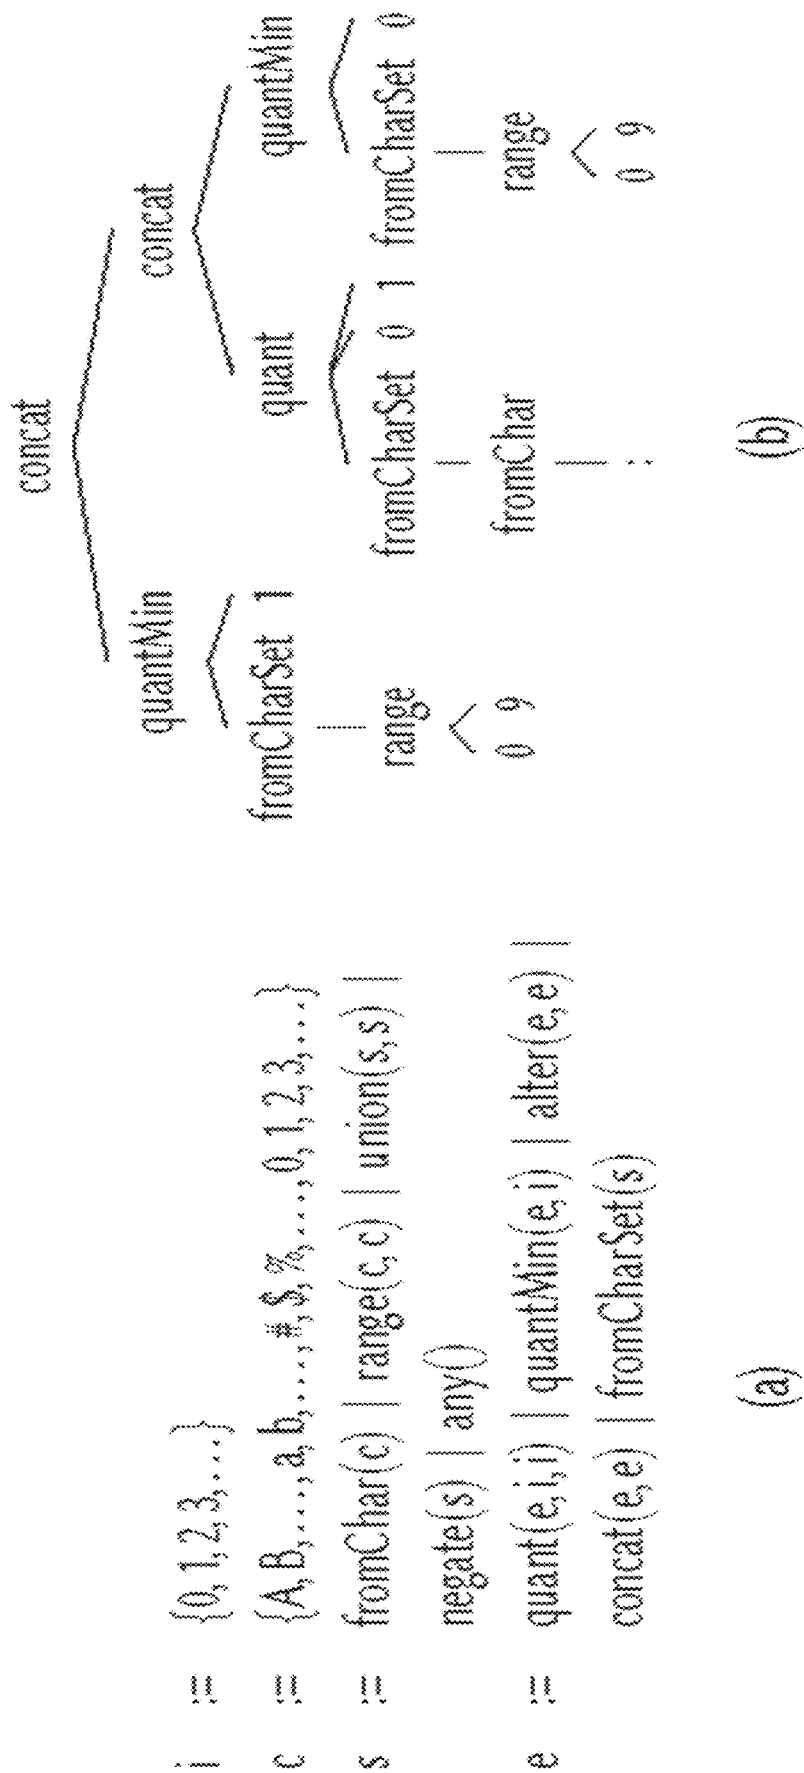 i := {0, 1, 2, 3, ...}
c := {A, B, ..., a, b, ..., #, $, %, ..., 0, 1, 2, 3, ...}
s := fromChar(c) | range(c, c) | union(s, s) |
negate(s) | any()
e := quant(e, i, i) | quantMin(e, i) | alter(e, e) |
concat(e, e) | fromCharSet(s)
(a)
concat
quantMin concat
fromCharSet 1 quant quantMin
range fromCharSet 0 1 fromCharSet 0
0 9 fromChar range
: 0 9
(b)